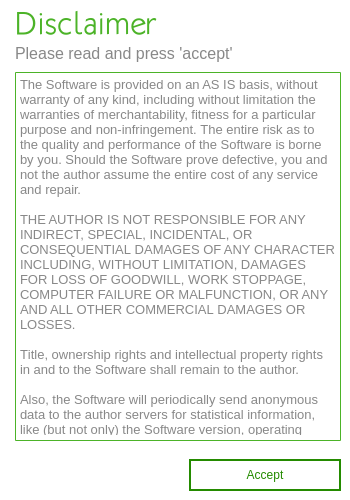 Disclaimer
Please read and press 'accept'
The Software is provided on an AS IS basis, without
warranty of any kind, including without limitation the
warranties of merchantability, fitness for a particular
purpose and non-infringement. The entire risk as to
the quality and performance of the Software is borne
by you. Should the Software prove defective, you and
not the author assume the entire cost of any service
and repair.
THE AUTHOR IS NOT RESPONSIBLE FOR ANY
INDIRECT, SPECIAL, INCIDENTAL, OR
CONSEQUENTIAL DAMAGES OF ANY CHARACTER
INCLUDING, WITHOUT LIMITATION, DAMAGES
FOR LOSS OF GOODWILL, WORK STOPPAGE,
COMPUTER FAILURE OR MALFUNCTION, OR ANY
AND ALL OTHER COMMERCIAL DAMAGES OR
LOSSES.
Title, ownership rights and intellectual property rights
in and to the Software shall remain to the author.
Also, the Software will periodically send anonymous
data to the author servers for statistical information,
like (but not only) the Software version, operating
Accept